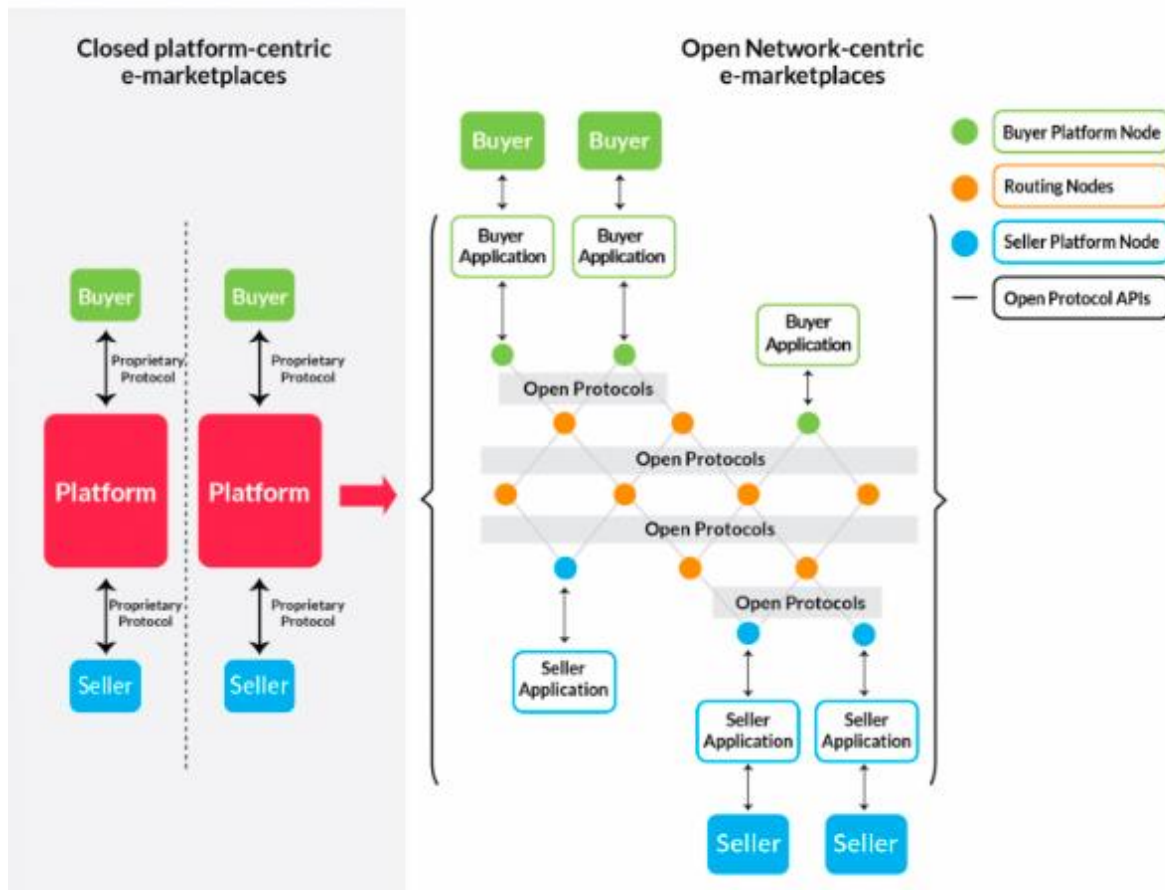 Closed platform-centric
e-marketplaces
Buyer
Buyer
Proprietary
Protocol
Proprietary
Protocol
Platform
Platform
Proprietary
Protocol
Proprietary
Protocol
Seller
Seller
Open Network-centric
e-marketplaces
Buyer
Buyer
Buyer
Application
Buyer
Application
Buyer
Application
Open Protocols
Open Protocols
Open Protocols
Open Protocols
Seller
Application
Seller
Application
Seller
Application
Seller
Seller
Buyer Platform Node
Routing Nodes
Seller Platform Node
Open Protocol APIs